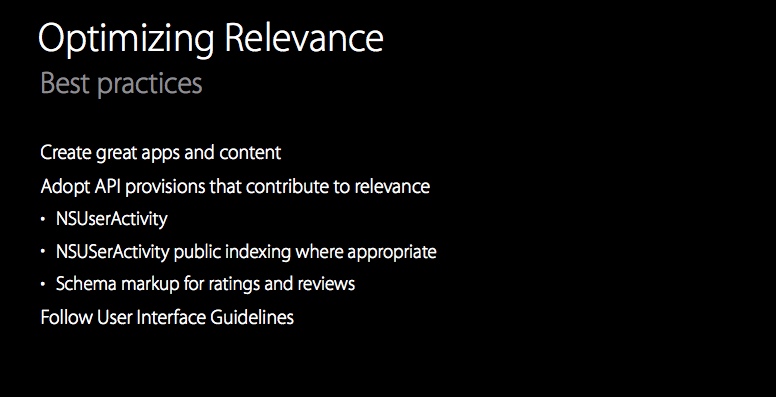 Optimizing Relevance
Best practices
Create great apps and content
Adopt API provisions that contribute to relevance
• NSUserActivity
• NSUSerActivity public indexing where appropriate
• Schema markup for ratings and reviews
Follow User Interface Guidelines